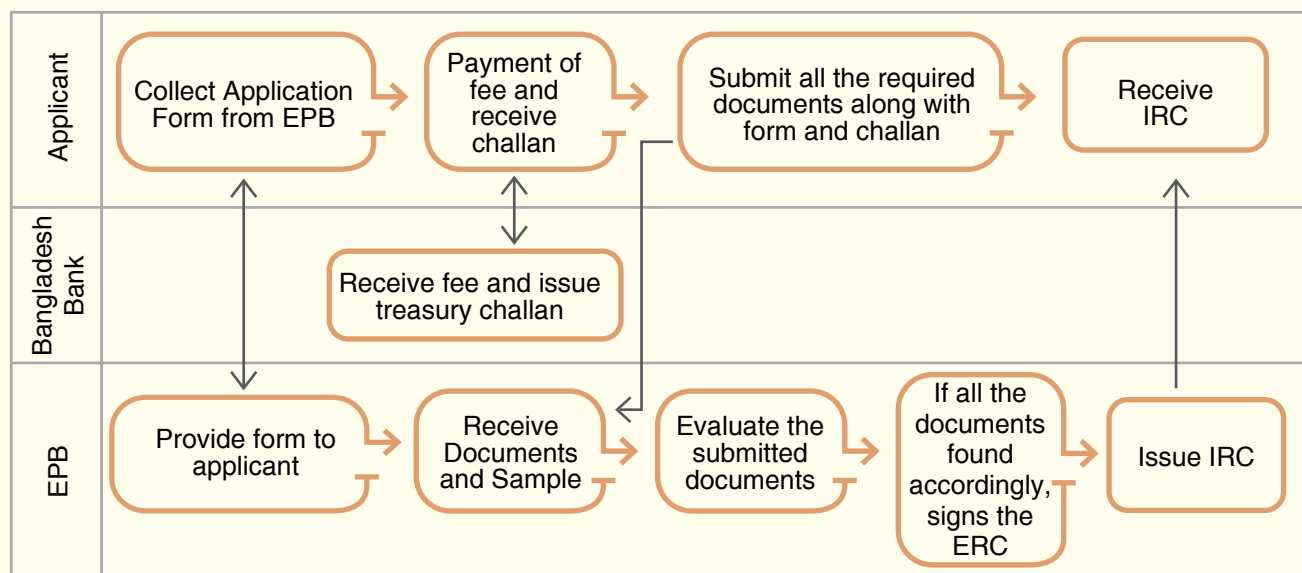 Applicant
Collect Application
Form from EPB
Payment of
fee and
receive
challan
Submit all the required
documents along with
form and challan
Receive
IRC
Bangladesh
Bank
Receive fee and issue
treasury challan
EPB
Provide form to
applicant
Receive
Documents
and Sample
Evaluate the
submitted
documents
If all the
documents
found
accordingly,
signs the
ERC
Issue IRC